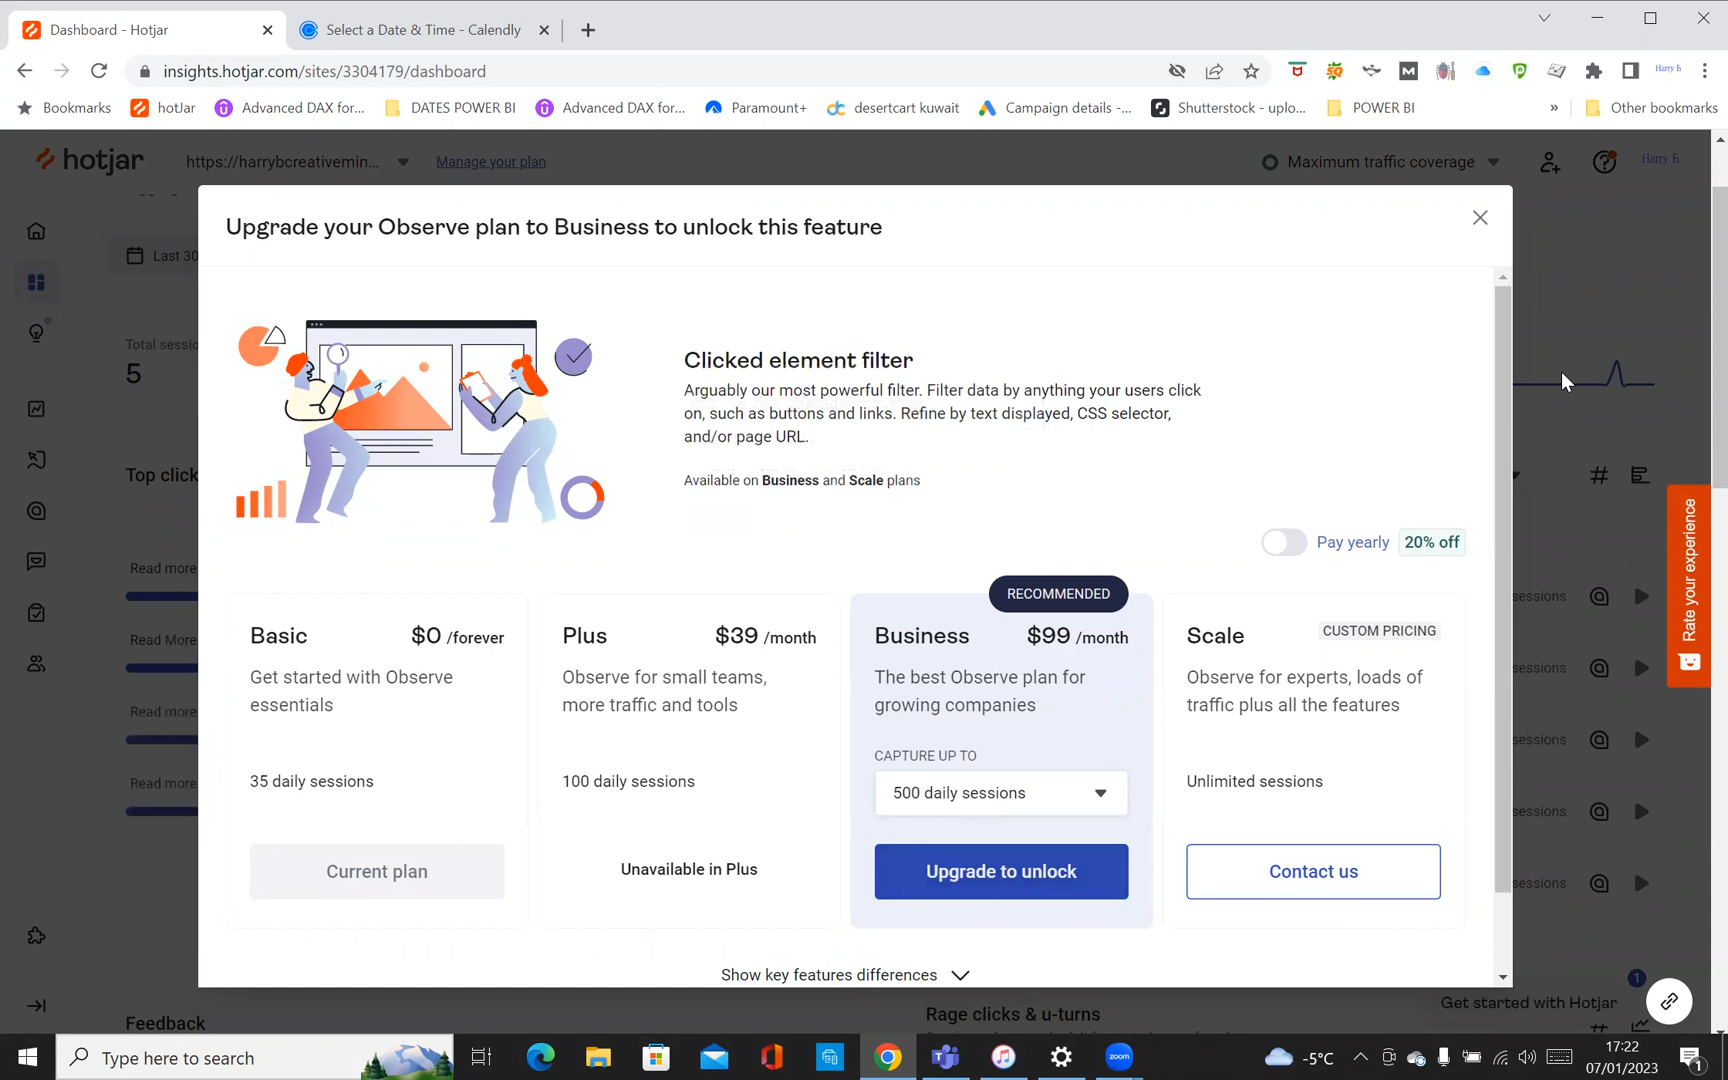 Dashboard - Hotjar
Select a Date & Time - Calendly
insights.hotjar.com/sites/3304179/dashboard
Harry B
Bookmarks
hotJar
Advanced DAX for...
DATES POWER BI
Advanced DAX for...
Paramount+
desertcart kuwait
Campaign details -...
Shutterstock - uplo...
POWER BI
»
Other bookmarks
hotjar
https://harrybcreativemin...
Manage your plan
Maximum traffic coverage
Harry B
Upgrade your Observe plan to Business to unlock this feature
Last 30
Total sessio
5
Clicked element filter
Arguably our most powerful filter. Filter data by anything your users click
on, such as buttons and links. Refine by text displayed, CSS selector,
and/or page URL.
Available on Business and Scale plans
Top click
Pay yearly
20% off
Rate your experience
Read more
sessions
RECOMMENDED
Basic
$0 /forever
Plus
$39 /month
Business
$99 /month
Scale
CUSTOM PRICING
Read More
sessions
Get started with Observe
essentials
Observe for small teams,
more traffic and tools
The best Observe plan for
growing companies
Observe for experts, loads of
traffic plus all the features
Read more
sessions
CAPTURE UP TO
35 daily sessions
100 daily sessions
500 daily sessions
Unlimited sessions
Read more
sessions
Current plan
Unavailable in Plus
Upgrade to unlock
Contact us
sessions
Show key features differences
1
Get started with Hotjar
Feedback
Rage clicks & u-turns
Type here to search
zoom
-5°C
17:22
07/01/2023
1